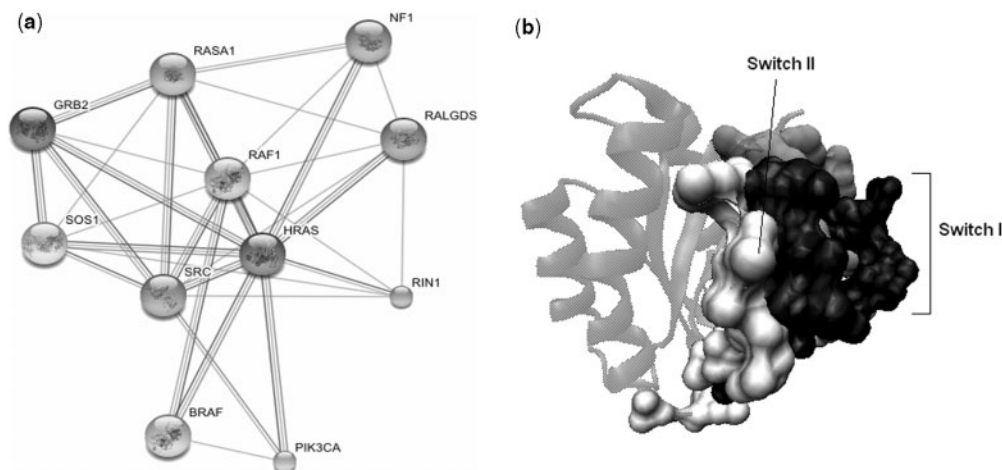 (a)
NF1
RASA1
GRB2
RALGDS
RAF1
SOS1
HRAS
SRC
RIN1
BRAF
PIK3CA
(b)
Switch II
Switch I